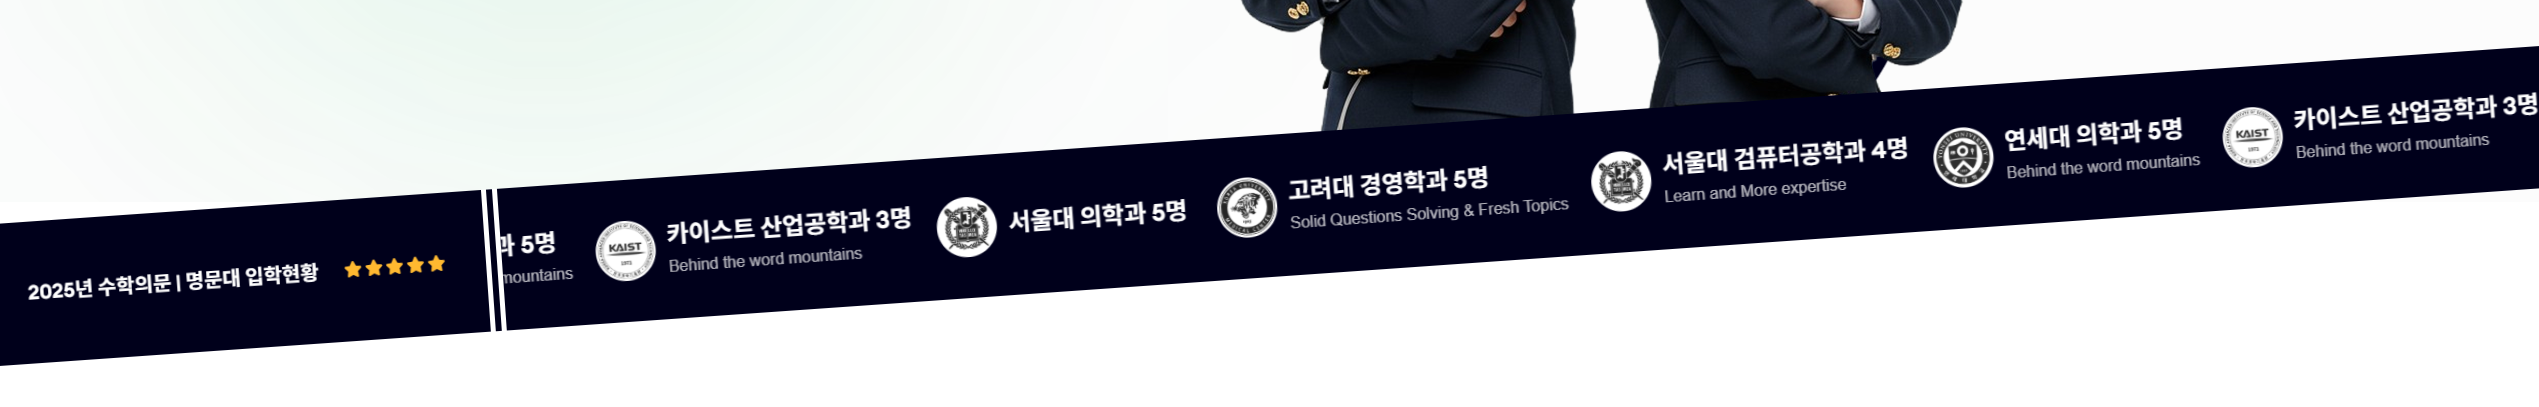 2025년 수학의문 | 명문대 입학현황
과 5명
mountains
KAIST
1971
카이스트 산업공학과 3명
Behind the word mountains
서울대 의학과 5명
고려대 경영학과 5명
Solid Questions Solving & Fresh Topics
서울대 컴퓨터공학과 4명
Learn and More expertise
연세대 의학과 5명
Behind the word mountains
KAIST
1971
카이스트 산업공학과 3명
Behind the word mountains